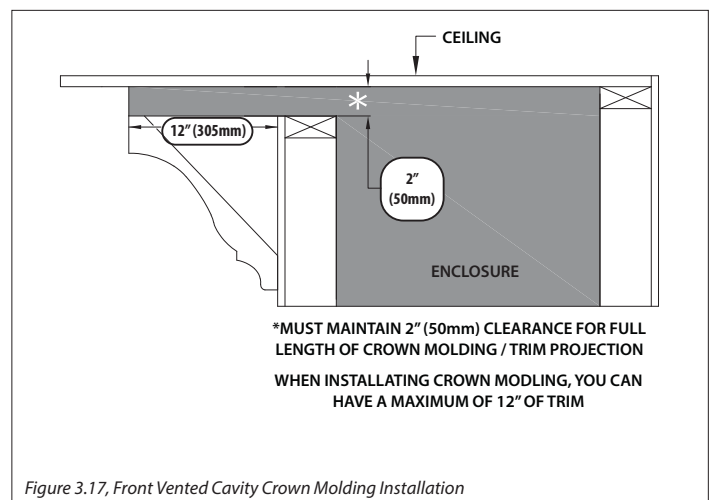 CEILING
*
12" (305mm)
2"
(50mm)
ENCLOSURE
*MUST MAINTAIN 2" (50mm) CLEARANCE FOR FULL
LENGTH OF CROWN MOLDING / TRIM PROJECTION
WHEN INSTALLATING CROWN MODLING, YOU CAN
HAVE A MAXIMUM OF 12" OF TRIM
Figure 3.17, Front Vented Cavity Crown Molding Installation